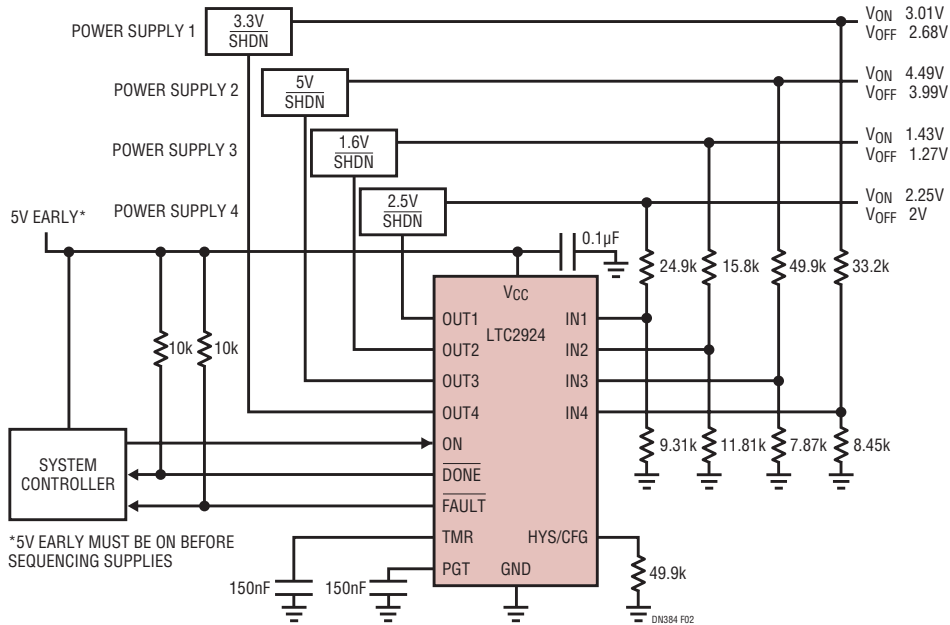 POWER SUPPLY 1
3.3V
SHDN
VON 3.01V
VOFF 2.68V
POWER SUPPLY 2
5V
SHDN
VON 4.49V
VOFF 3.99V
POWER SUPPLY 3
1.6V
SHDN
VON 1.43V
VOFF 1.27V
POWER SUPPLY 4
2.5V
SHDN
VON 2.25V
VOFF 2V
5V EARLY*
0.1µF
24.9k
15.8k
49.9k
33.2k
VCC
LTC2924
OUT1
IN1
OUT2
IN2
OUT3
IN3
OUT4
IN4
10k
10k
ON
DONE
FAULT
TMR
HYS/CFG
PGT
GND
9.31k
11.81k
7.87k
8.45k
SYSTEM
CONTROLLER
*5V EARLY MUST BE ON BEFORE
SEQUENCING SUPPLIES
150nF
150nF
49.9k
DN384 F02